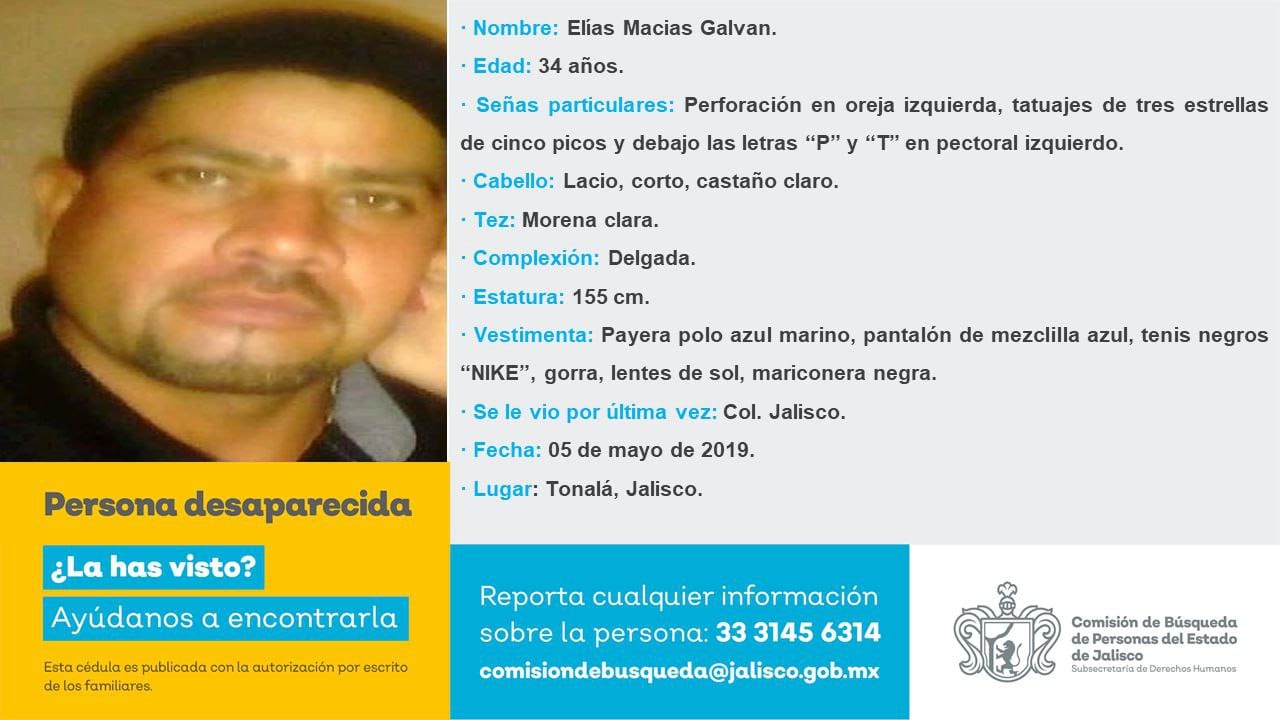 · Nombre: Elías Macias Galvan.
· Edad: 34 años.
· Señas particulares: Perforación en oreja izquierda, tatuajes de tres estrellas
de cinco picos y debajo las letras “P” y “T” en pectoral izquierdo.
· Cabello: Lacio, corto, castaño claro.
· Tez: Morena clara.
· Complexión: Delgada.
· Estatura: 155 cm.
· Vestimenta: Payera polo azul marino, pantalón de mezclilla azul, tenis negros
“NIKE”, gorra, lentes de sol, mariconera negra.
· Se le vio por última vez: Col. Jalisco.
· Fecha: 05 de mayo de 2019.
· Lugar: Tonalá, Jalisco.
Persona desaparecida
¿La has visto?
Ayúdanos a encontrarla
Esta cédula es publicada con la autorización por escrito
de los familiares.
Reporta cualquier información
sobre la persona: 33 3145 6314
comisiondebusqueda@jalisco.gob.mx
Comisión de Búsqueda
de Personas del Estado
de Jalisco
Subsecretaría de Derechos Humanos